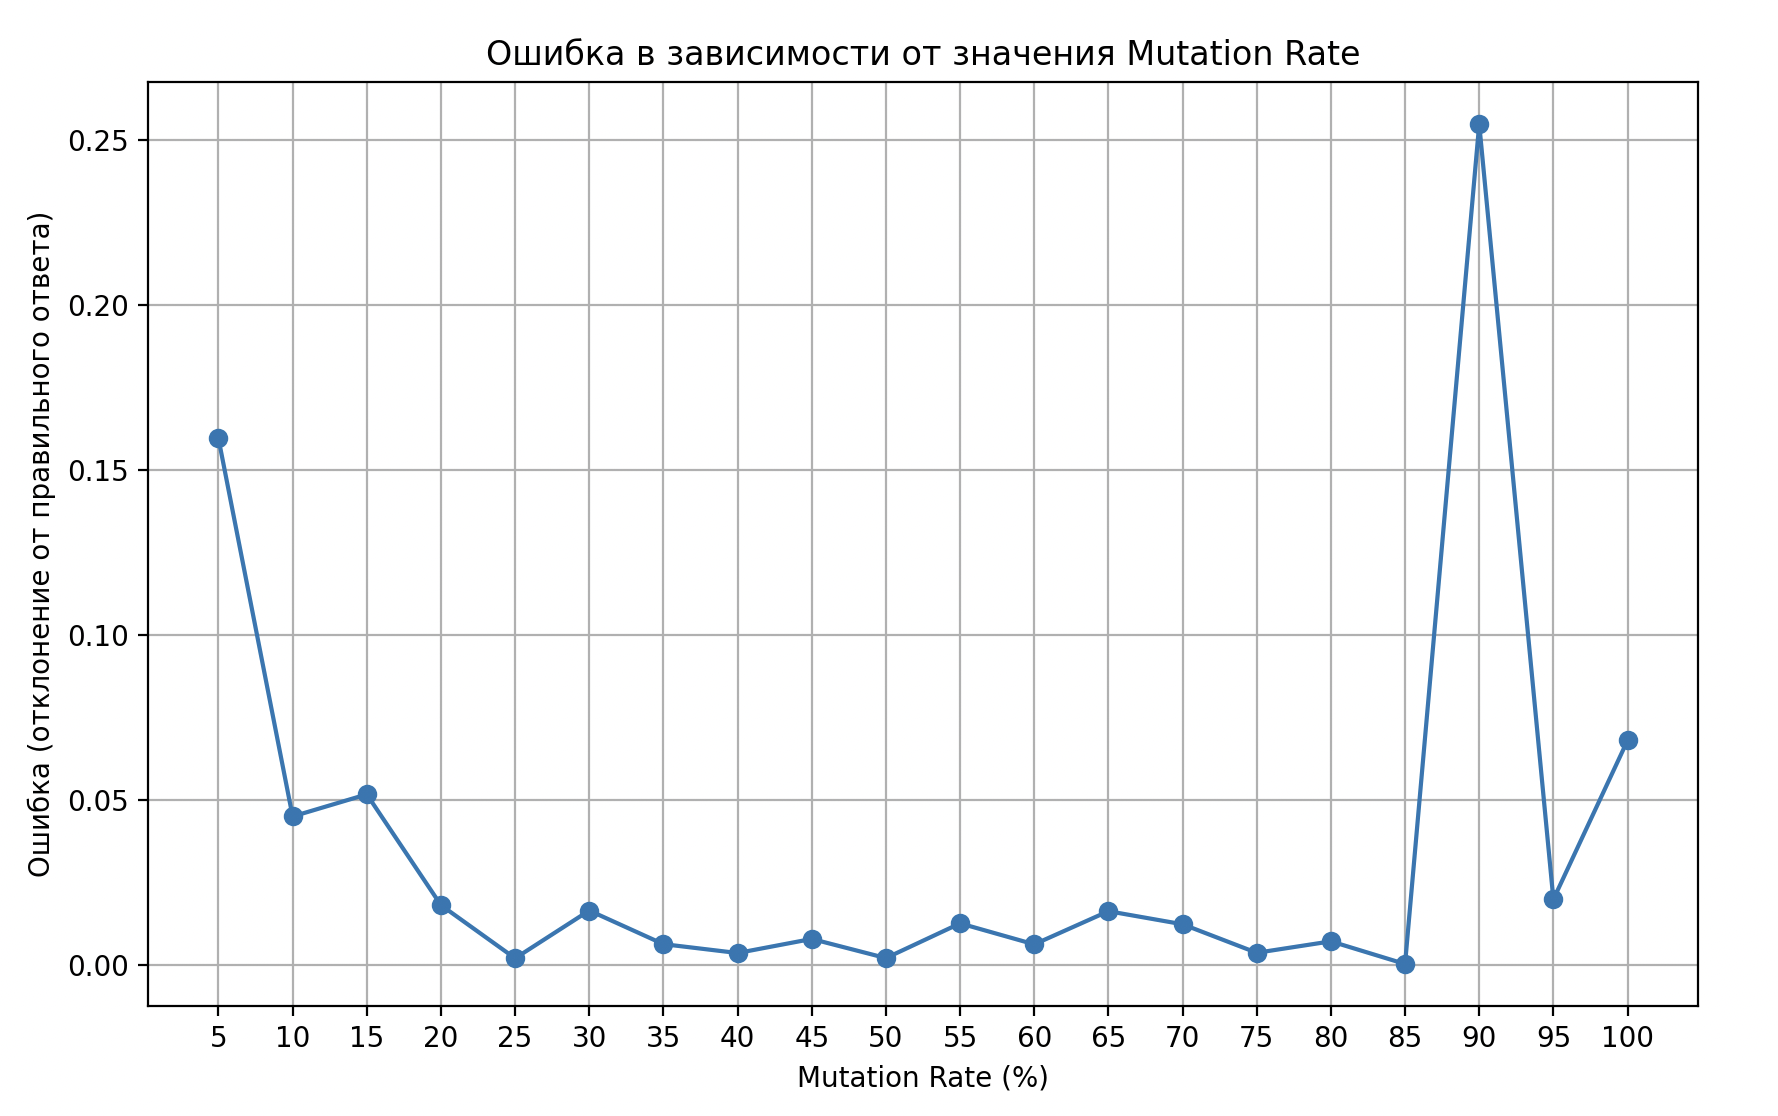 Ошибка в зависимости от значения Mutation Rate
Ошибка (отклонение от правильного ответа)
0.25
0.20
0.15
0.10
0.05
0.00
5 10 15 20 25 30 35 40 45 50 55 60 65 70 75 80 85 90 95 100
Mutation Rate (%)